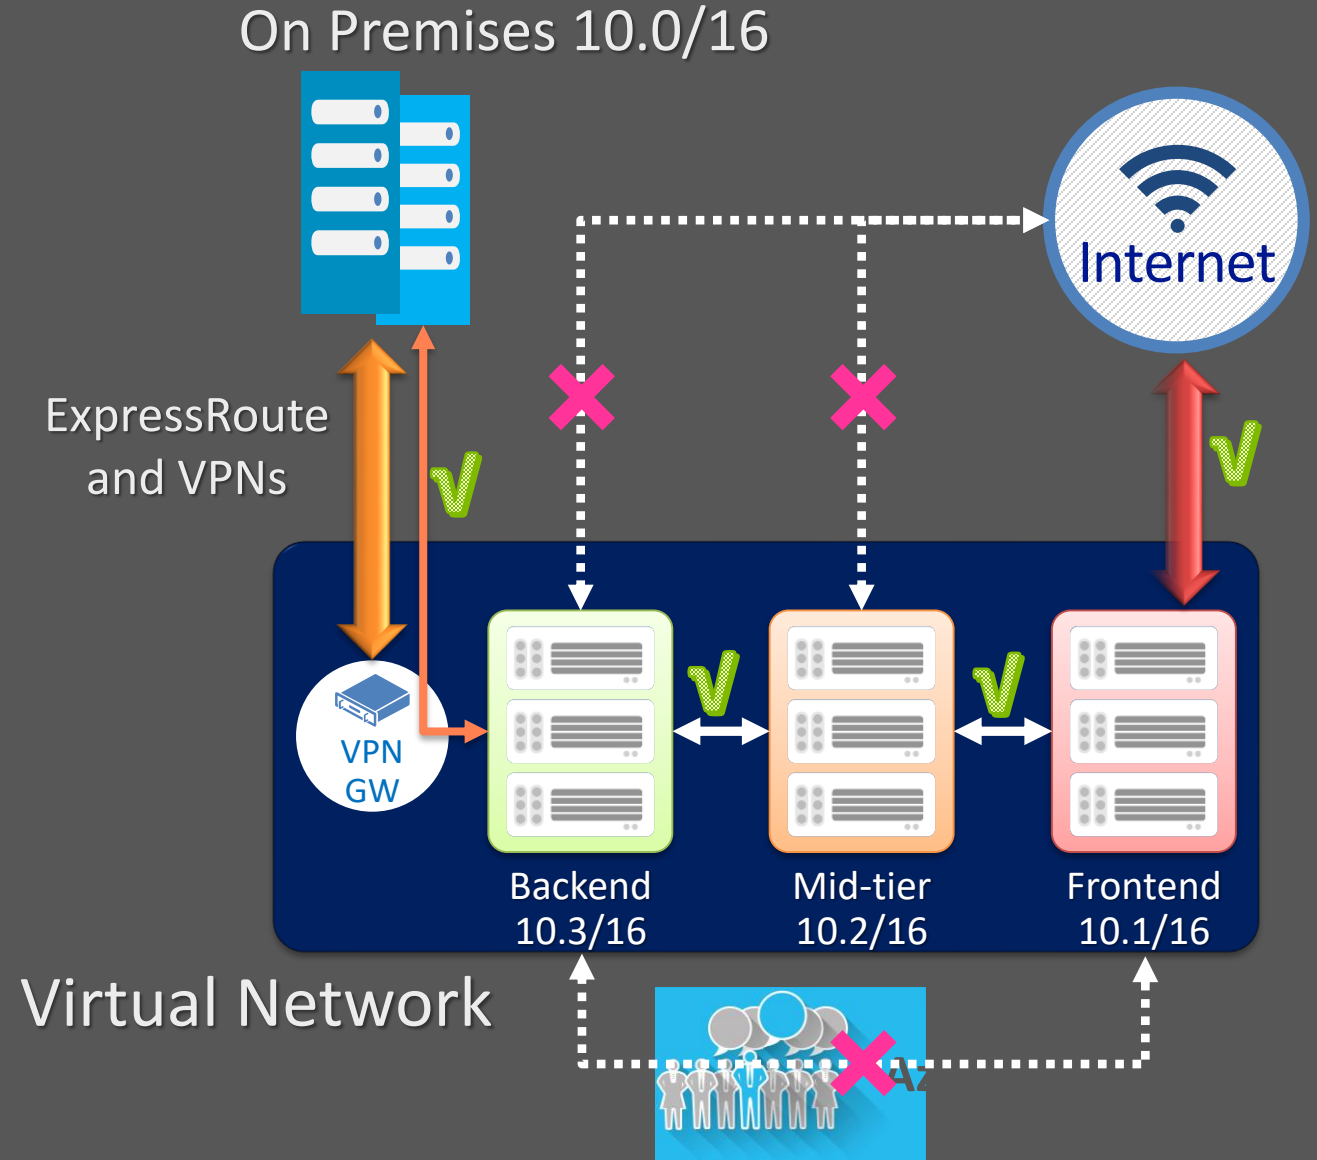 On Premises 10.0/16
Internet
ExpressRoute
and VPNs
VPN
GW
Backend
10.3/16
Mid-tier
10.2/16
Frontend
10.1/16
Virtual Network